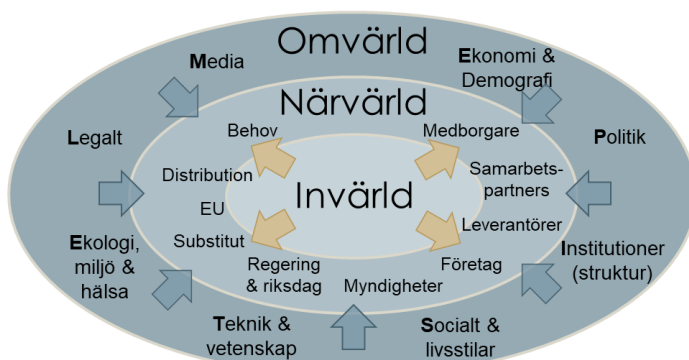 Omvärld
Media
Ekonomi &
Demografi
Närvärld
Legalt
Behov
Medborgare
Politik
Distribution
Samarbets-
partners
EU
Invärld
Substitut
Leverantörer
Ekologi,
miljö &
hälsa
Regering
& riksdag
Myndigheter
Företag
Institutioner
(struktur)
Teknik &
vetenskap
Socialt &
livsstilar